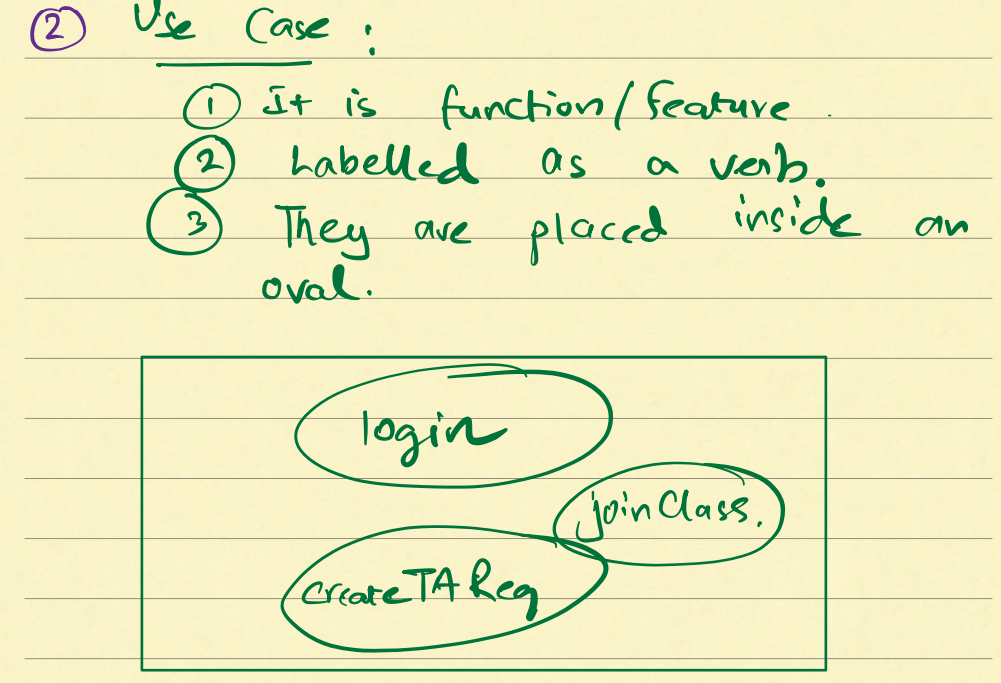 ② Use Case :
① It is function/feature.
② Labelled as a verb.
③ They are placed inside an
oval.
login
joinClass.
createTAReq